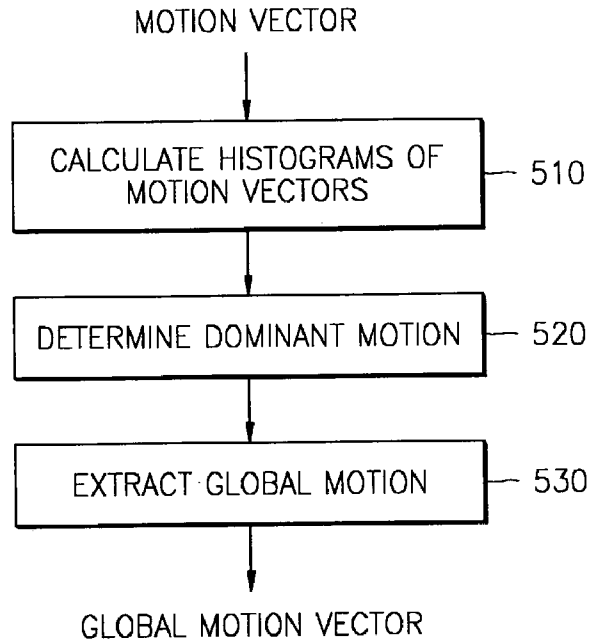 MOTION VECTOR
CALCULATE HISTOGRAMS OF
MOTION VECTORS
510
DETERMINE DOMINANT MOTION
520
EXTRACT GLOBAL MOTION
530
GLOBAL MOTION VECTOR